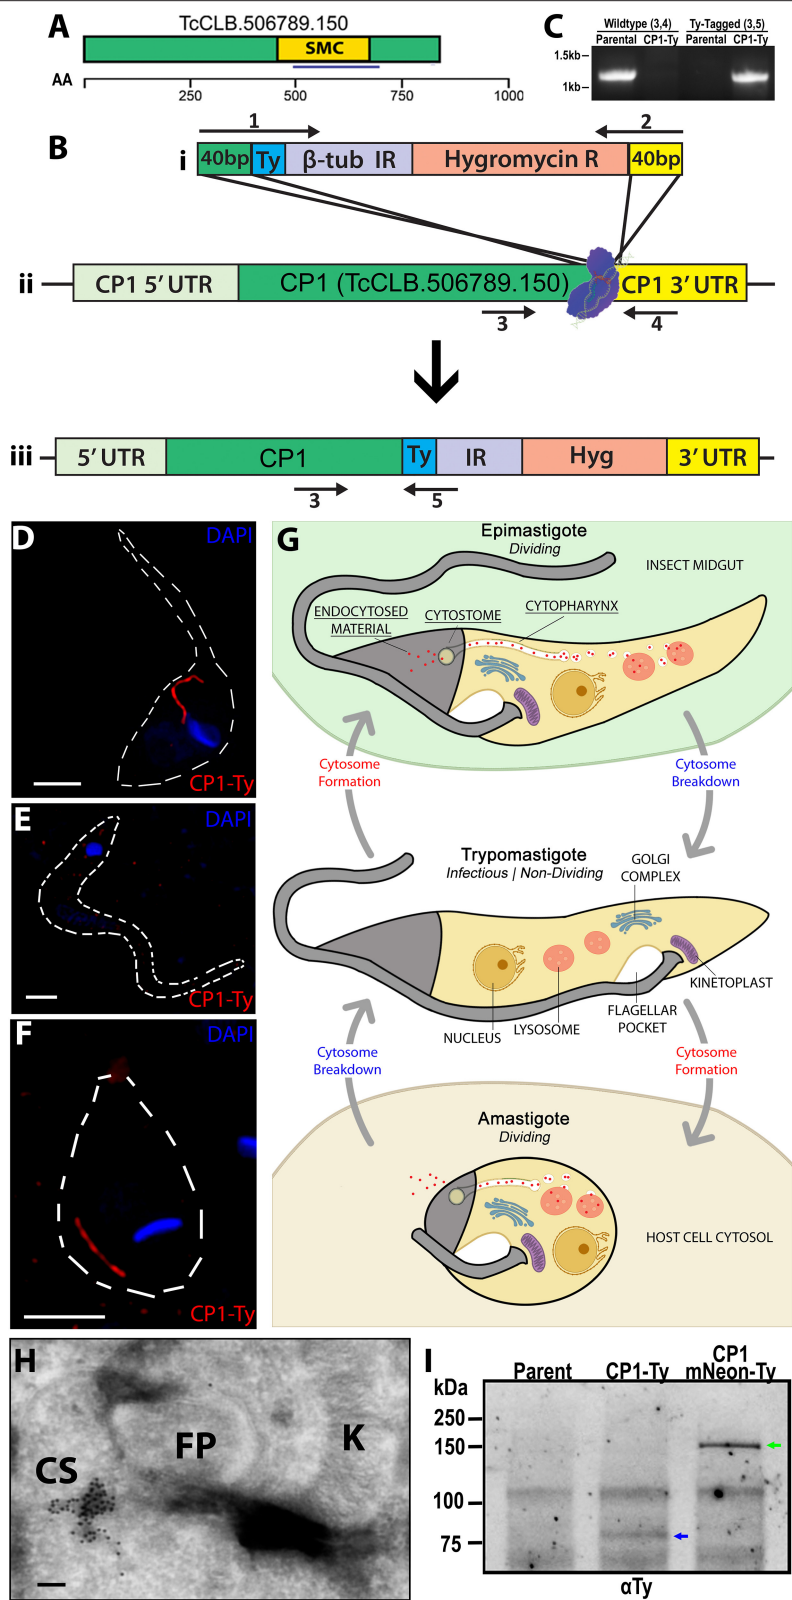 A
TcCLB.506789.150
SMC
AA
250
500
750
1000
C
Wildtype (3,4)
Ty-Tagged (3,5)
Parental
CP1-Ty
Parental
CP1-Ty
1.5kb
1kb
B
1
2
i
40bp
Ty
β-tub IR
Hygromycin R
40bp
ii
CP1 5' UTR
CP1 (TcCLB.506789.150)
CP1 3' UTR
3
4
iii
5' UTR
CP1
Ty
IR
Hyg
3' UTR
3
5
D
DAPI
CP1-Ty
E
DAPI
CP1-Ty
F
DAPI
CP1-Ty
G
Epimastigote
Dividing
INSECT MIDGUT
ENDOCYTOSED
MATERIAL
CYTOSTOME
CYTOPHARYNX
Cytosome
Formation
Cytosome
Breakdown
Trypomastigote
Infectious | Non-Dividing
GOLGI
COMPLEX
KINETOPLAST
FLAGELLAR
POCKET
LYSOSOME
NUCLEUS
Cytosome
Breakdown
Cytosome
Formation
Amastigote
Dividing
HOST CELL CYTOSOL
H
FP
K
CS
I
Parent
CP1-Ty
CP1
mNeon-Ty
kDa
250
150
100
75
αTy